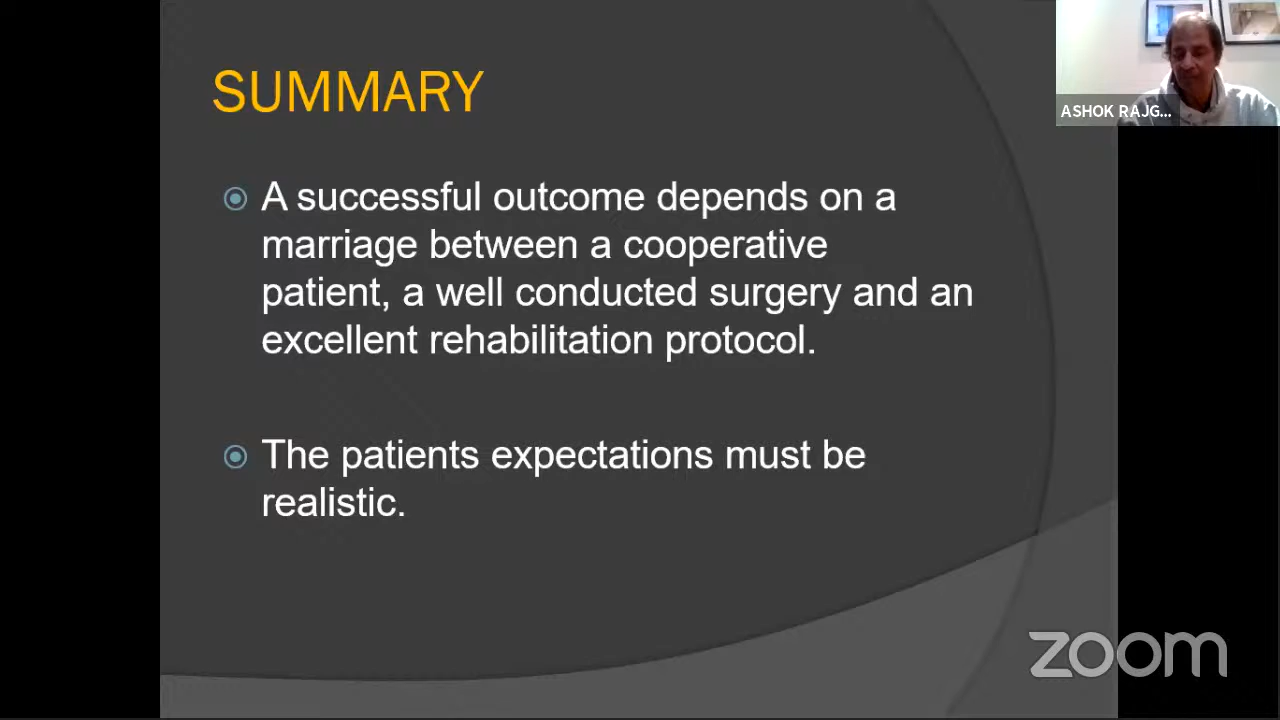 SUMMARY
A successful outcome depends on a
marriage between a cooperative
patient, a well conducted surgery and an
excellent rehabilitation protocol.
The patients expectations must be
realistic.
ASHOK RAJG...
zoom